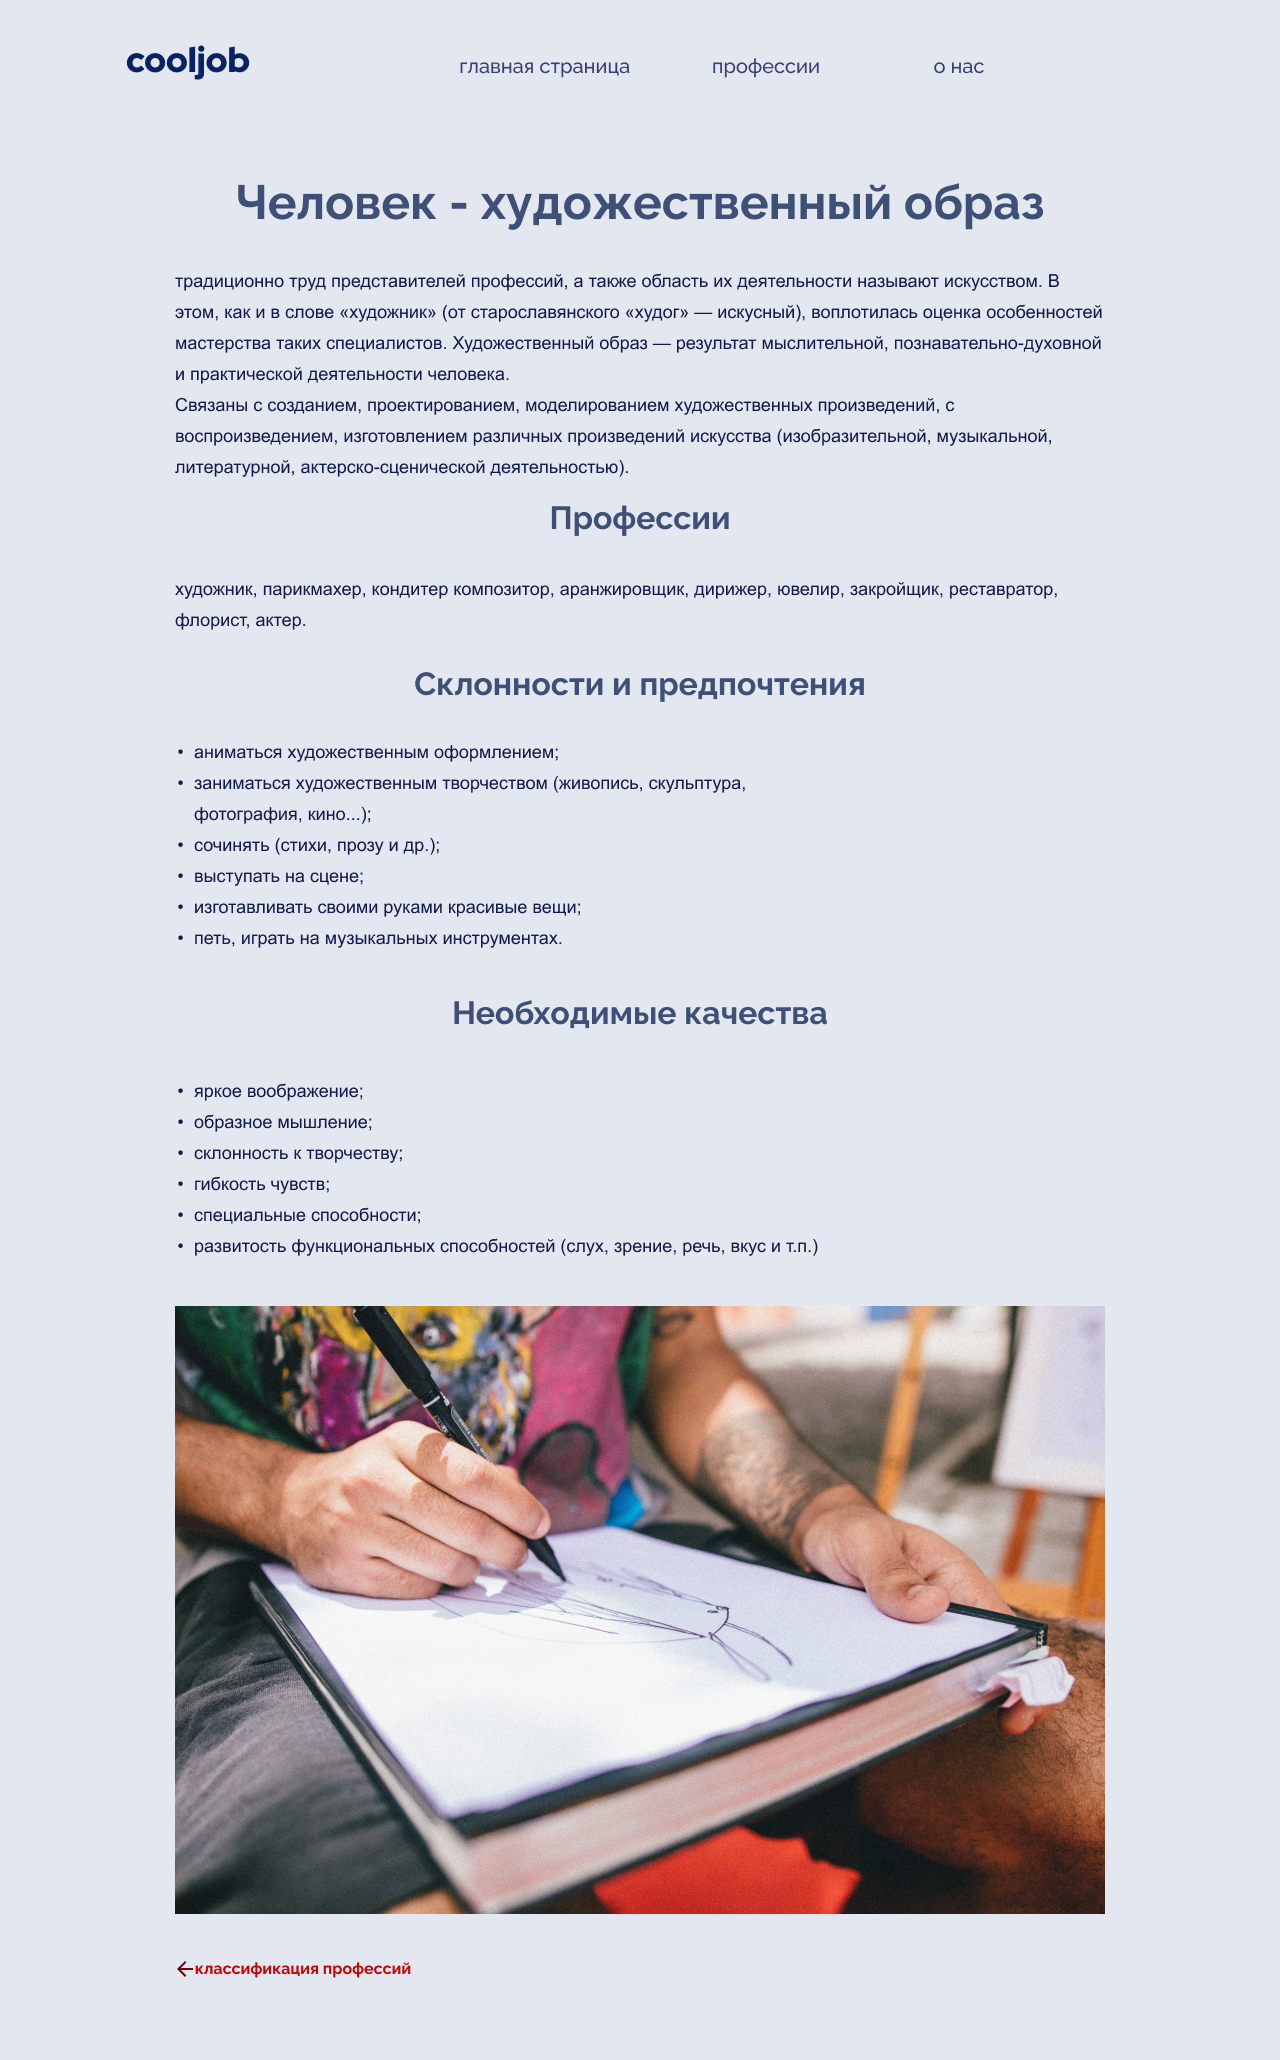 cooljob
главная страница
профессии
о нас
Человек - художественный образ
традиционно труд представителей профессий, а также область их деятельности называют искусством. В
этом, как и в слове «художник» (от старославянского «худог» — искусный), воплотилась оценка особенностей
мастерства таких специалистов. Художественный образ — результат мыслительной, познавательно-духовной
и практической деятельности человека.
Связаны с созданием, проектированием, моделированием художественных произведений, с
воспроизведением, изготовлением различных произведений искусства (изобразительной, музыкальной,
литературной, актерско-сценической деятельностью).
Профессии
художник, парикмахер, кондитер композитор, аранжировщик, дирижер, ювелир, закройщик, реставратор,
флорист, актер.
Склонности и предпочтения
• аниматься художественным оформлением;
• заниматься художественным творчеством (живопись, скульптура,
фотография, кино...);
• сочинять (стихи, прозу и др.);
• выступать на сцене;
• изготавливать своими руками красивые вещи;
• петь, играть на музыкальных инструментах.
Необходимые качества
• яркое воображение;
• образное мышление;
• склонность к творчеству;
• гибкость чувств;
• специальные способности;
• развитость функциональных способностей (слух, зрение, речь, вкус и т.п.)
←классификация профессий